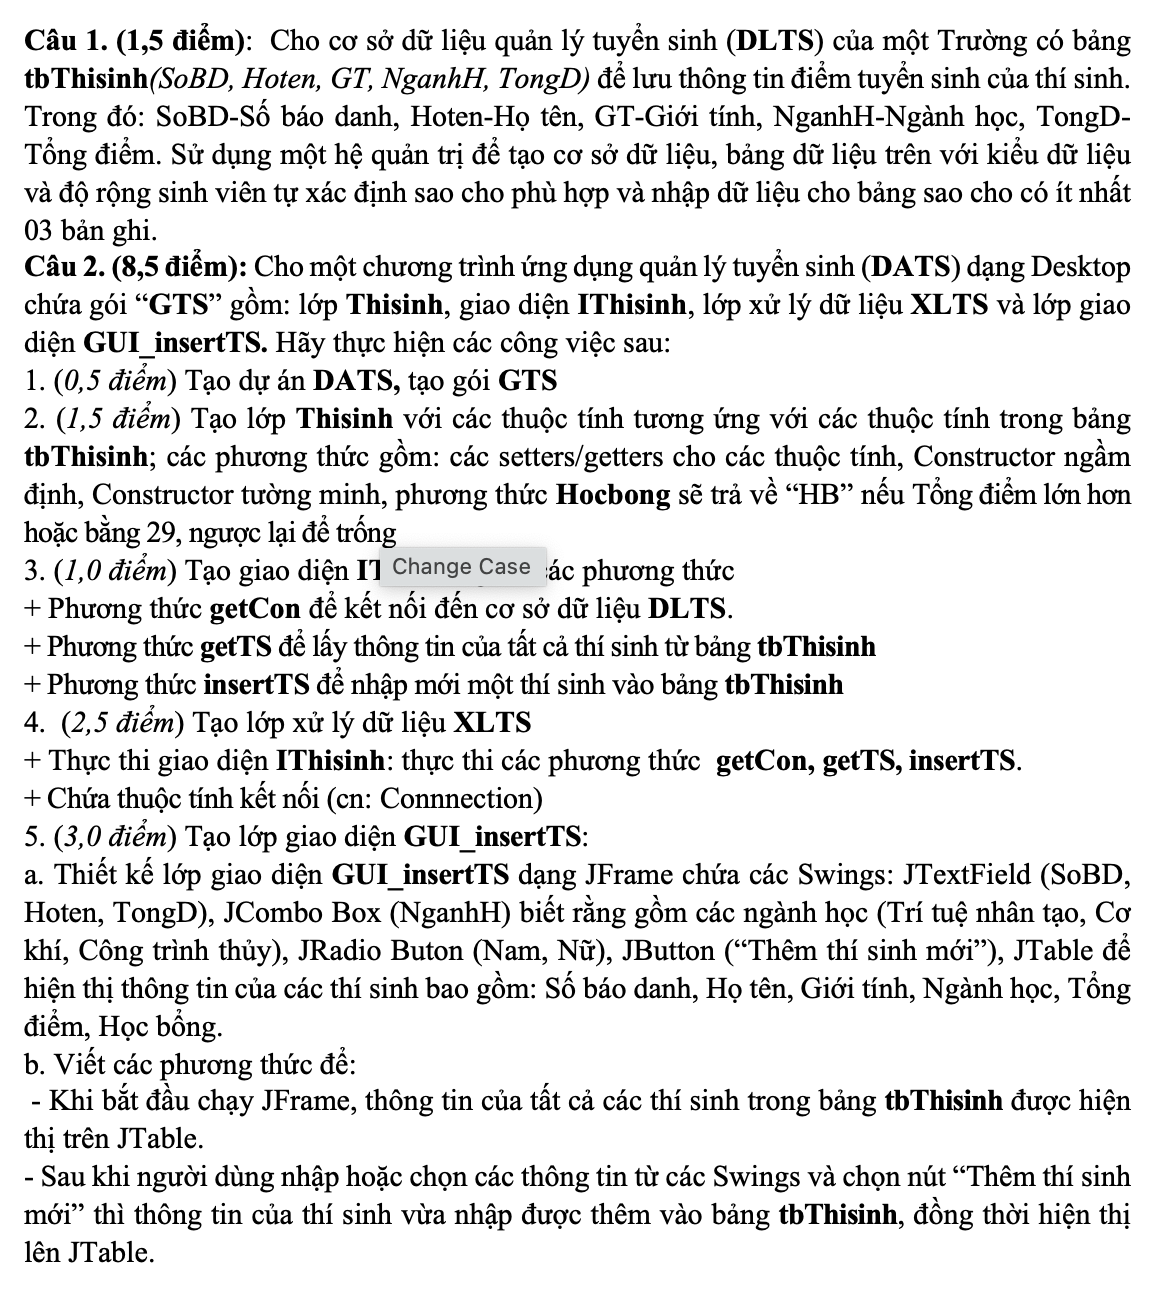 Câu 1. (1,5 điểm):  Cho cơ sở dữ liệu quản lý tuyển sinh (DLTS) của một Trường có bảng
tbThisinh(SoBD, Hoten, GT, NganhH, TongD) để lưu thông tin điểm tuyển sinh của thí sinh.
Trong đó: SoBD-Số báo danh, Hoten-Họ tên, GT-Giới tính, NganhH-Ngành học, TongD-
Tổng điểm. Sử dụng một hệ quản trị để tạo cơ sở dữ liệu, bảng dữ liệu trên với kiểu dữ liệu
và độ rộng sinh viên tự xác định sao cho phù hợp và nhập dữ liệu cho bảng sao cho có ít nhất
03 bản ghi.
Câu 2. (8,5 điểm): Cho một chương trình ứng dụng quản lý tuyển sinh (DATS) dạng Desktop
chứa gói “GTS” gồm: lớp Thisinh, giao diện IThisinh, lớp xử lý dữ liệu XLTS và lớp giao
diện GUI_insertTS. Hãy thực hiện các công việc sau:
1. (0,5 điểm) Tạo dự án DATS, tạo gói GTS
2. (1,5 điểm) Tạo lớp Thisinh với các thuộc tính tương ứng với các thuộc tính trong bảng
tbThisinh; các phương thức gồm: các setters/getters cho các thuộc tính, Constructor ngầm
định, Constructor tường minh, phương thức Hocbong sẽ trả về “HB” nếu Tổng điểm lớn hơn
hoặc bằng 29, ngược lại để trống
3. (1,0 điểm) Tạo giao diện Change Case các phương thức
+ Phương thức getCon để kết nối đến cơ sở dữ liệu DLTS.
+ Phương thức getTS để lấy thông tin của tất cả thí sinh từ bảng tbThisinh
+ Phương thức insertTS để nhập mới một thí sinh vào bảng tbThisinh
4.  (2,5 điểm) Tạo lớp xử lý dữ liệu XLTS
+ Thực thi giao diện IThisinh: thực thi các phương thức  getCon, getTS, insertTS.
+ Chứa thuộc tính kết nối (cn: Connnection)
5. (3,0 điểm) Tạo lớp giao diện GUI_insertTS:
a. Thiết kế lớp giao diện GUI_insertTS dạng JFrame chứa các Swings: JTextField (SoBD,
Hoten, TongD), JCombo Box (NganhH) biết rằng gồm các ngành học (Trí tuệ nhân tạo, Cơ
khí, Công trình thủy), JRadio Buton (Nam, Nữ), JButton (“Thêm thí sinh mới”), JTable để
hiện thị thông tin của các thí sinh bao gồm: Số báo danh, Họ tên, Giới tính, Ngành học, Tổng
điểm, Học bổng.
b. Viết các phương thức để:
- Khi bắt đầu chạy JFrame, thông tin của tất cả các thí sinh trong bảng tbThisinh được hiện
thị trên JTable.
- Sau khi người dùng nhập hoặc chọn các thông tin từ các Swings và chọn nút “Thêm thí sinh
mới” thì thông tin của thí sinh vừa nhập được thêm vào bảng tbThisinh, đồng thời hiện thị
lên JTable.